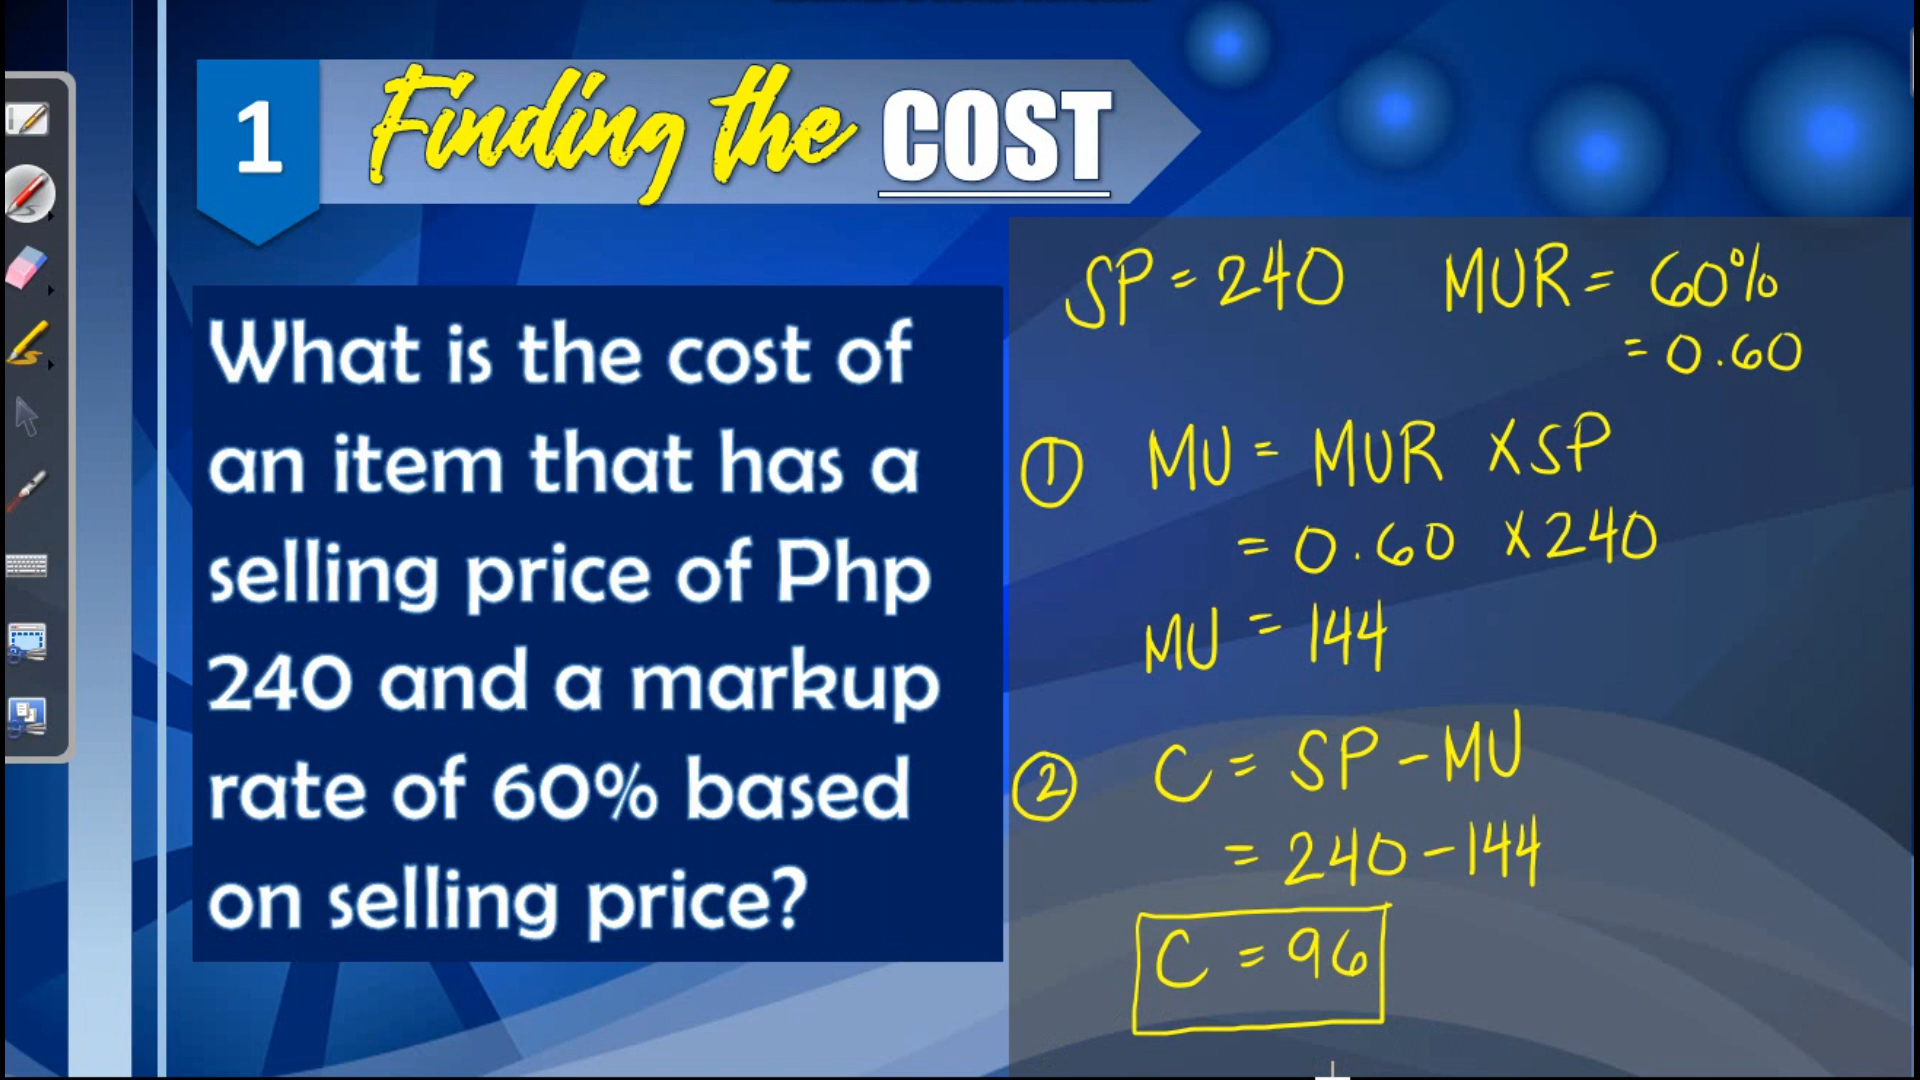 1
Finding the COST
What is the cost of
an item that has a
selling price of Php
240 and a markup
rate of 60% based
on selling price?
SP = 240 MUR = 60%
= 0.60
① MU = MUR X SP
= 0.60 X 240
MU = 144
② C = SP - MU
= 240 - 144
C = 96